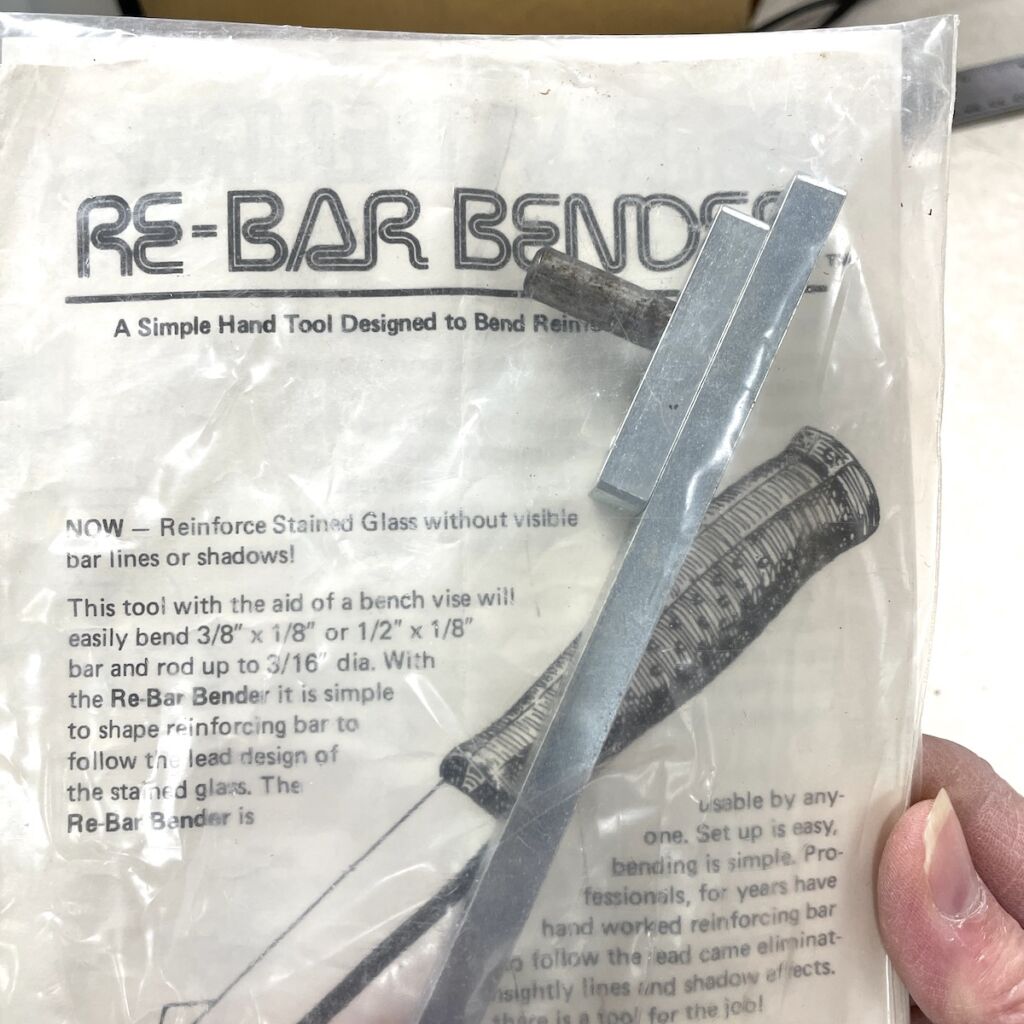 RE-BAR BENDER
TM
A Simple Hand Tool Designed to Bend
NOW — Reinforce Stained Glass without visible
bar lines or shadows!
This tool with the aid of a bench vise will
easily bend 3/8" x 1/8" or 1/2" x 1/8"
bar and rod up to 3/16" dia. With
the Re-Bar Bender it is simple
to shape reinforcing bar to
follow the lead design of
the stained glass. The
Re-Bar Bender is
usable by any-
one. Set up is easy,
bending is simple. Pro-
fessionals, for years have
hand worked reinforcing bar
to follow the lead came eliminat-
nsightly lines and shadow effects.
there is a tool for the job!